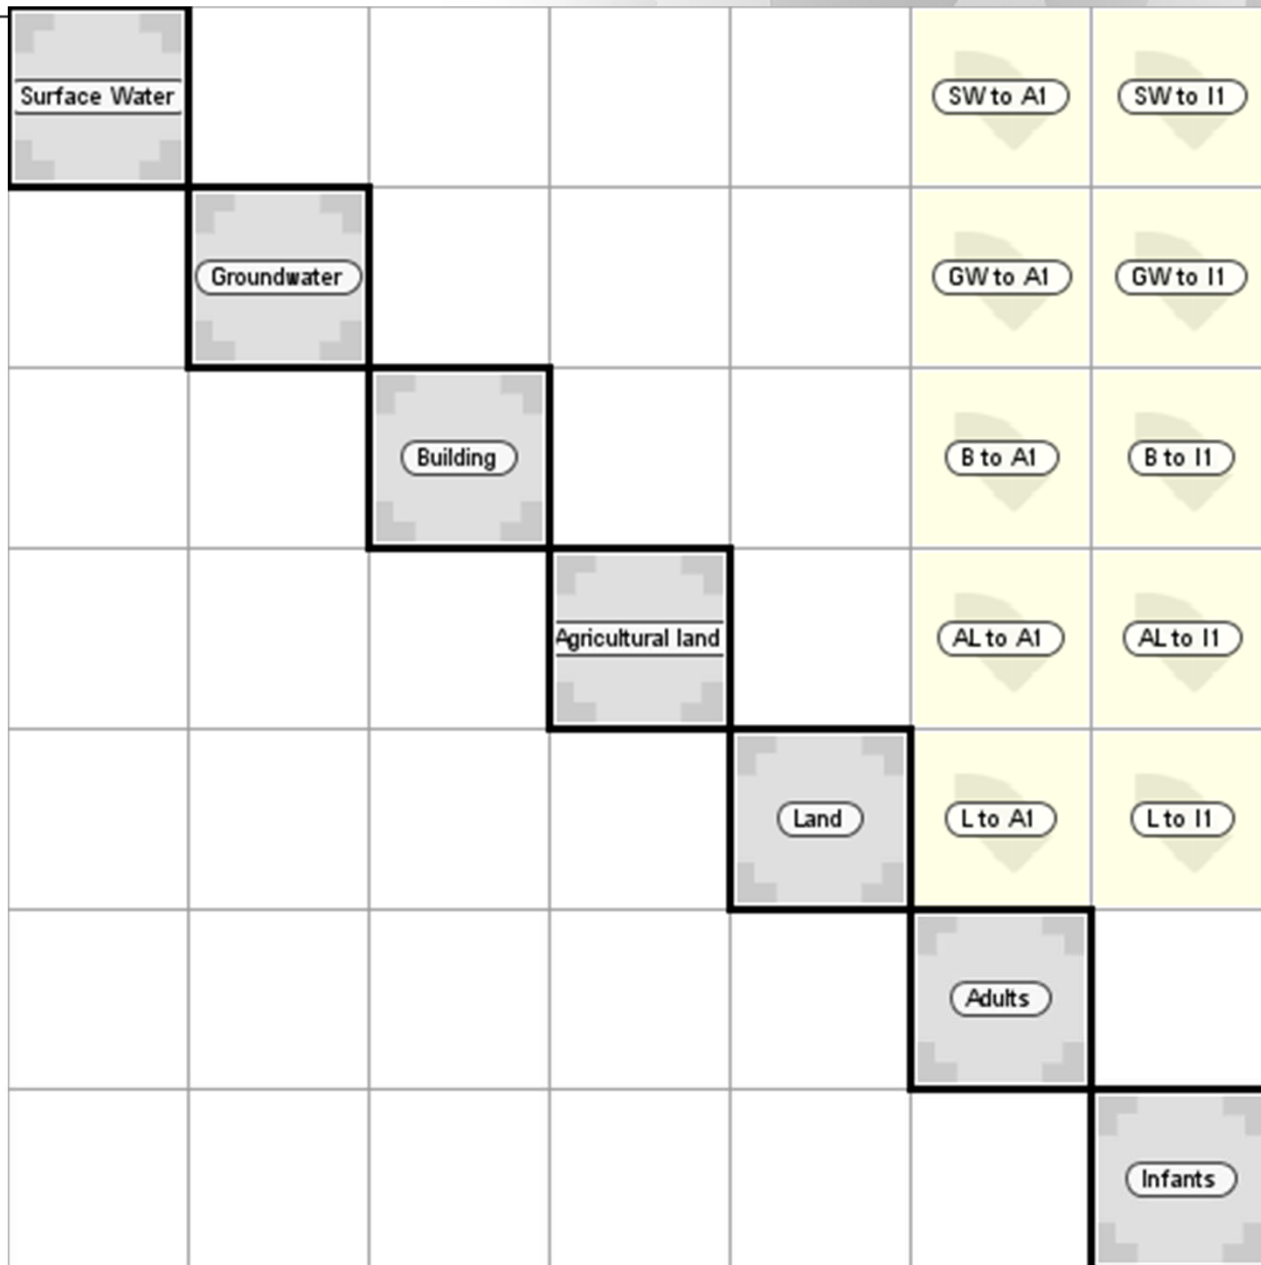 Surface Water
SW to A1
SW to I1
Groundwater
GW to A1
GW to I1
Building
B to A1
B to I1
Agricultural land
AL to A1
AL to I1
Land
L to A1
L to I1
Adults
Infants